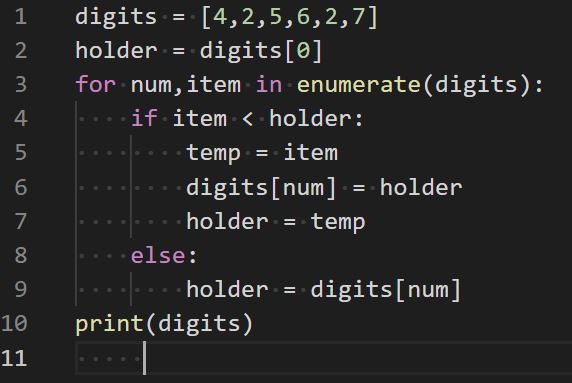 1 digits = [4,2,5,6,2,7]
2 holder = digits[0]
3 for num,item in enumerate(digits):
4     if item < holder:
5         temp = item
6         digits[num] = holder
7         holder = temp
8     else:
9         holder = digits[num]
10 print(digits)
11